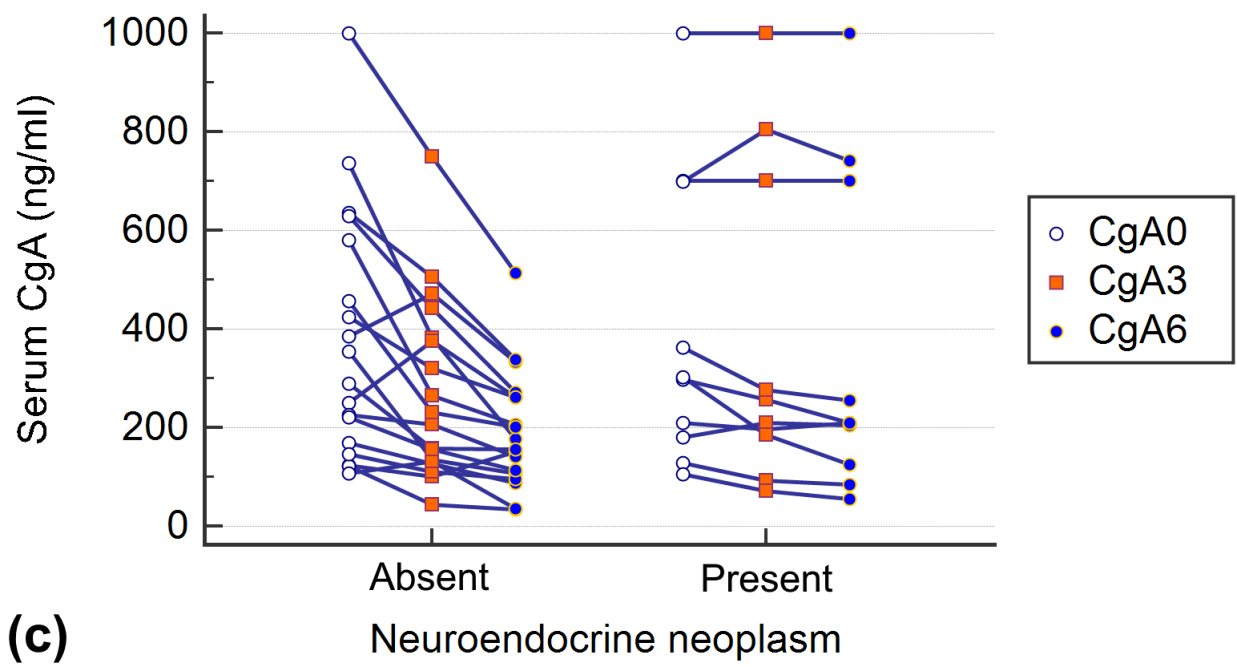 Serum CgA (ng/ml)
1000
800
600
400
200
0
Absent
Present
Neuroendocrine neoplasm
CgA0
CgA3
CgA6
(c)